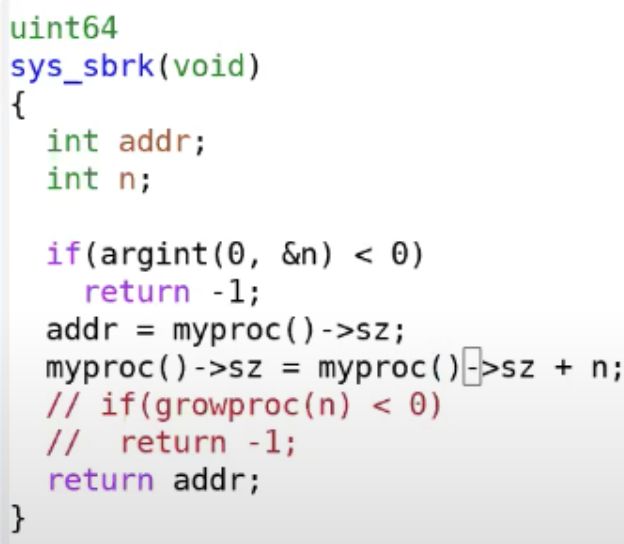 uint64
sys_sbrk(void)
{
  int addr;
  int n;

  if(argint(0, &n) < 0)
    return -1;
  addr = myproc()->sz;
  myproc()->sz = myproc()->sz + n;
  // if(growproc(n) < 0)
  //  return -1;
  return addr;
}